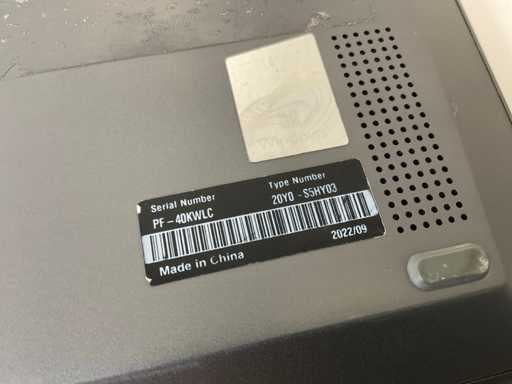 Serial Number
Type Number
PF-40KWLC
20Y0-S5HY03
2022/09
Made in China